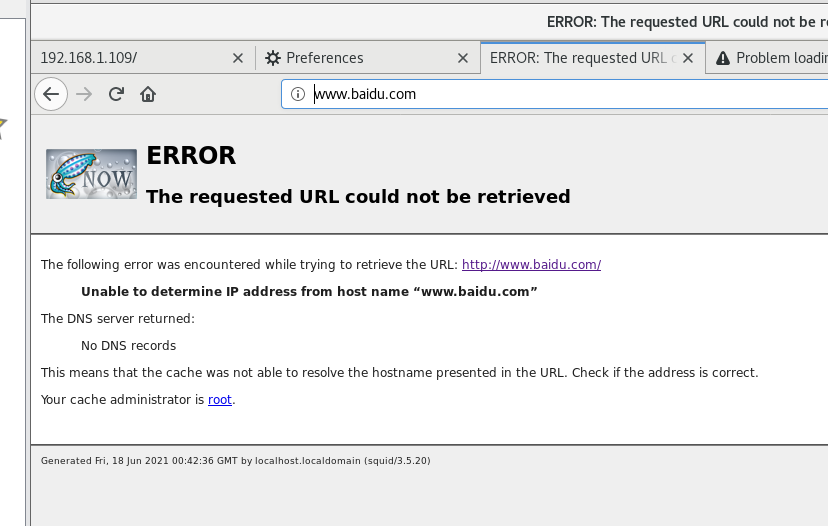 ERROR: The requested URL could not be re
192.168.1.109/
Preferences
ERROR: The requested URL c
Problem loadin
www.baidu.com
NOW
ERROR
The requested URL could not be retrieved
The following error was encountered while trying to retrieve the URL: http://www.baidu.com/
Unable to determine IP address from host name “www.baidu.com”
The DNS server returned:
No DNS records
This means that the cache was not able to resolve the hostname presented in the URL. Check if the address is correct.
Your cache administrator is root.
Generated Fri, 18 Jun 2021 00:42:36 GMT by localhost.localdomain (squid/3.5.20)